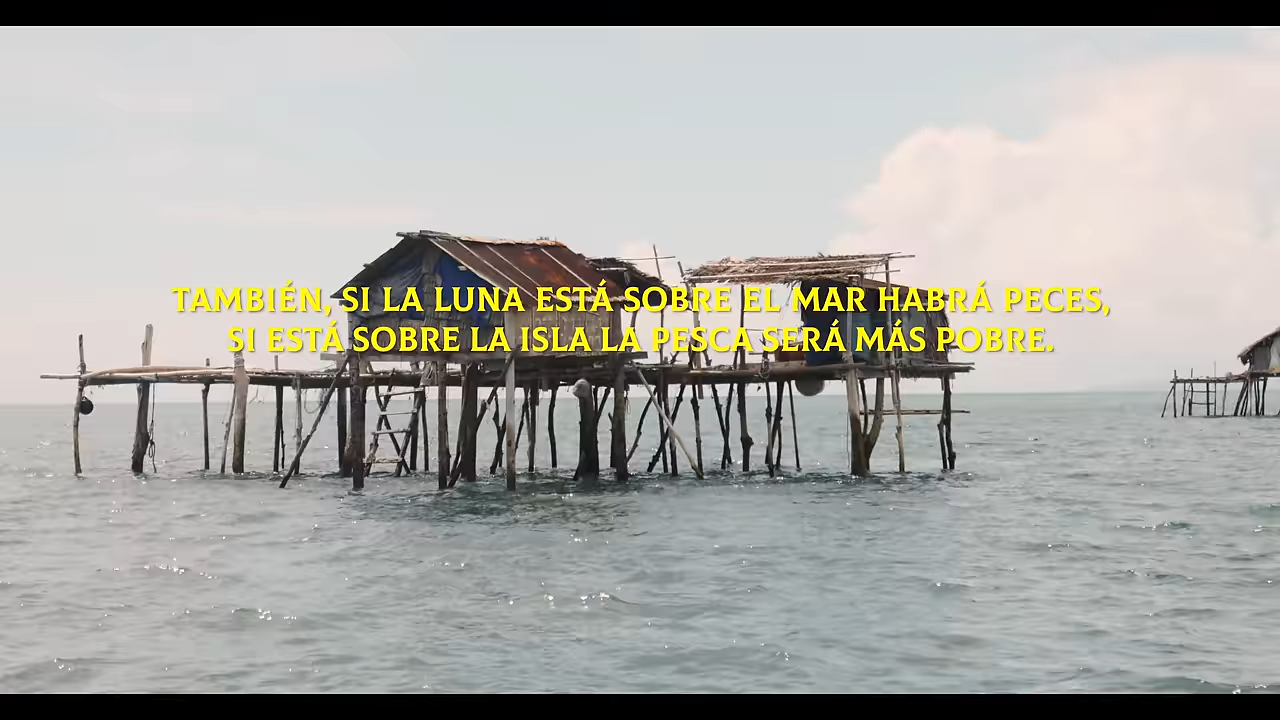 TAMBIÉN, SI LA LUNA ESTÁ SOBRE EL MAR HABRÁ PECES,
SI ESTÁ SOBRE LA ISLA LA PESCA SERÁ MÁS POBRE.